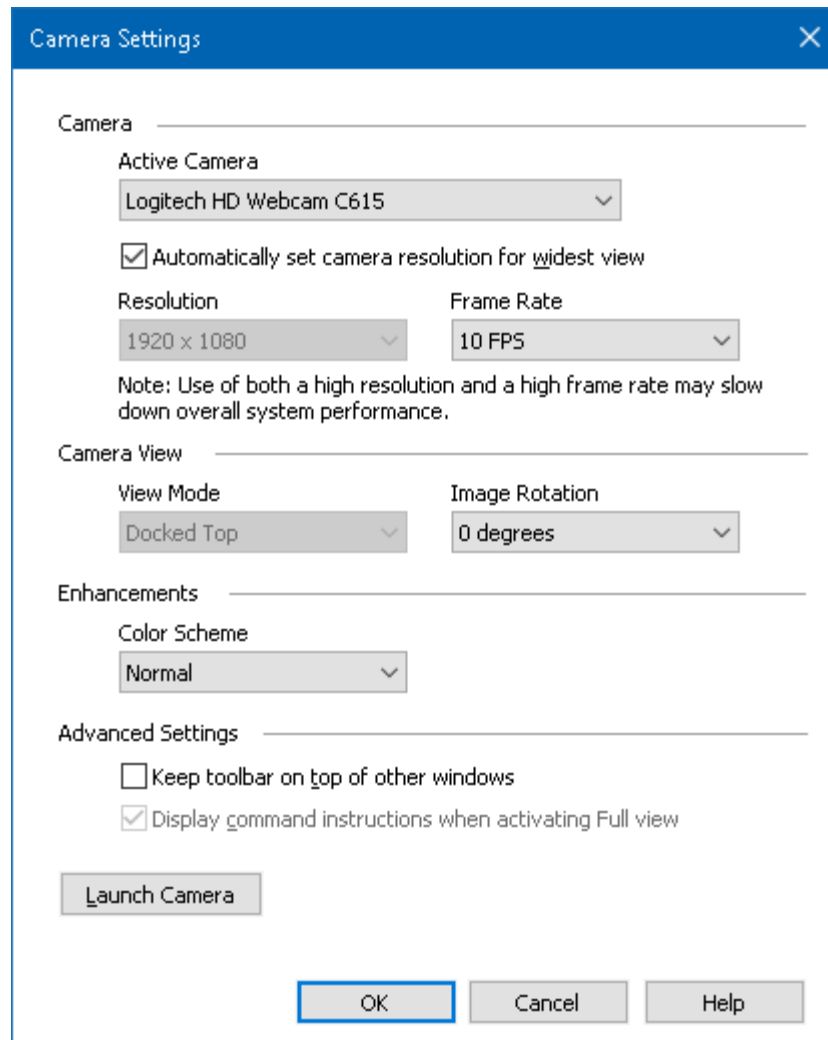 Camera Settings
Camera
Active Camera
Logitech HD Webcam C615
Automatically set camera resolution for widest view
Resolution Frame Rate
1920 x 1080 10 FPS
Note: Use of both a high resolution and a high frame rate may slow
down overall system performance.
Camera View
View Mode Image Rotation
Docked Top 0 degrees
Enhancements
Color Scheme
Normal
Advanced Settings
Keep toolbar on top of other windows
Display command instructions when activating Full view
Launch Camera
OK Cancel Help